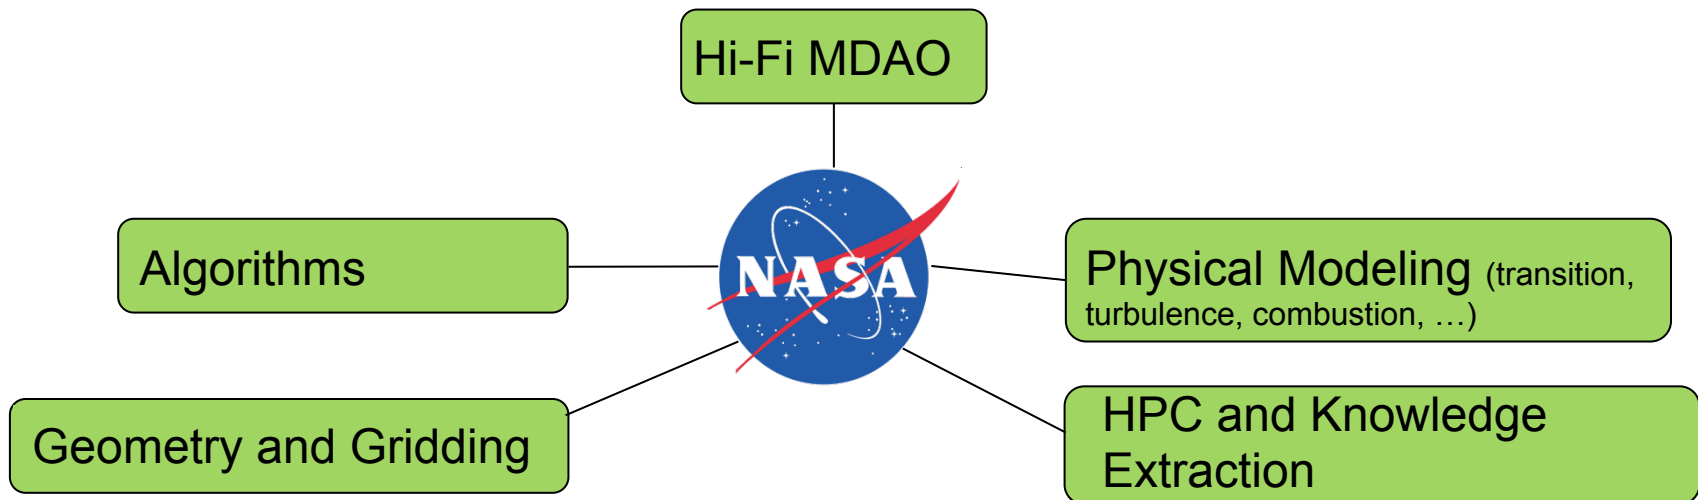 Hi-Fi MDAO
Algorithms
NASA
Physical Modeling (transition,
turbulence, combustion, …)
Geometry and Gridding
HPC and Knowledge
Extraction